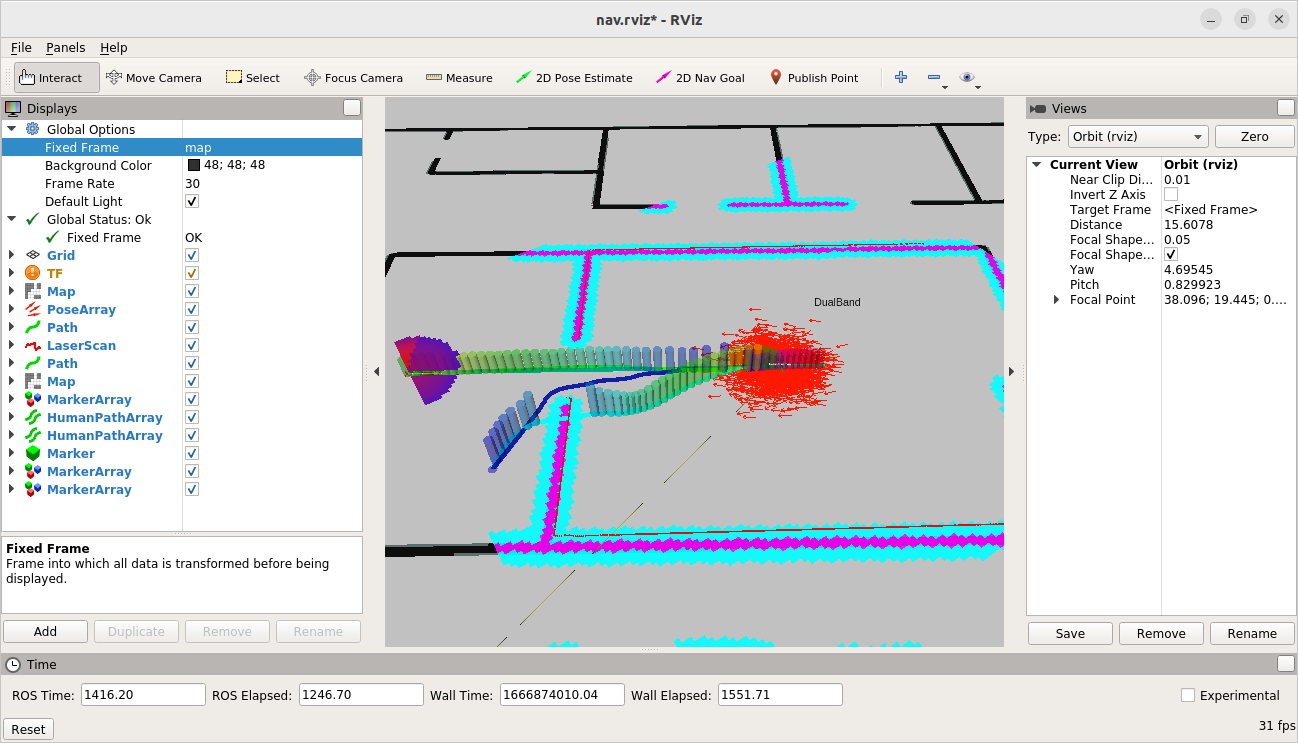 nav.rviz* - RViz
File Panels Help
Interact Move Camera Select Focus Camera Measure 2D Pose Estimate 2D Nav Goal Publish Point
Displays
Global Options
Fixed Frame map
Background Color 48; 48; 48
Frame Rate 30
Default Light
Global Status: Ok
Fixed Frame OK
Grid
TF
Map
PoseArray
Path
LaserScan
Path
Map
MarkerArray
HumanPathArray
HumanPathArray
Marker
MarkerArray
MarkerArray
Fixed Frame
Frame into which all data is transformed before being
displayed.
Add Duplicate Remove Rename
DualBand
Views
Type: Orbit (rviz) Zero
Current View Orbit (rviz)
Near Clip Di... 0.01
Invert Z Axis
Target Frame <Fixed Frame>
Distance 15.6078
Focal Shape... 0.05
Focal Shape...
Yaw 4.69545
Pitch 0.829923
Focal Point 38.096; 19.445; 0....
Save Remove Rename
Time
ROS Time: 1416.20 ROS Elapsed: 1246.70 Wall Time: 1666874010.04 Wall Elapsed: 1551.71 Experimental
Reset 31 fps